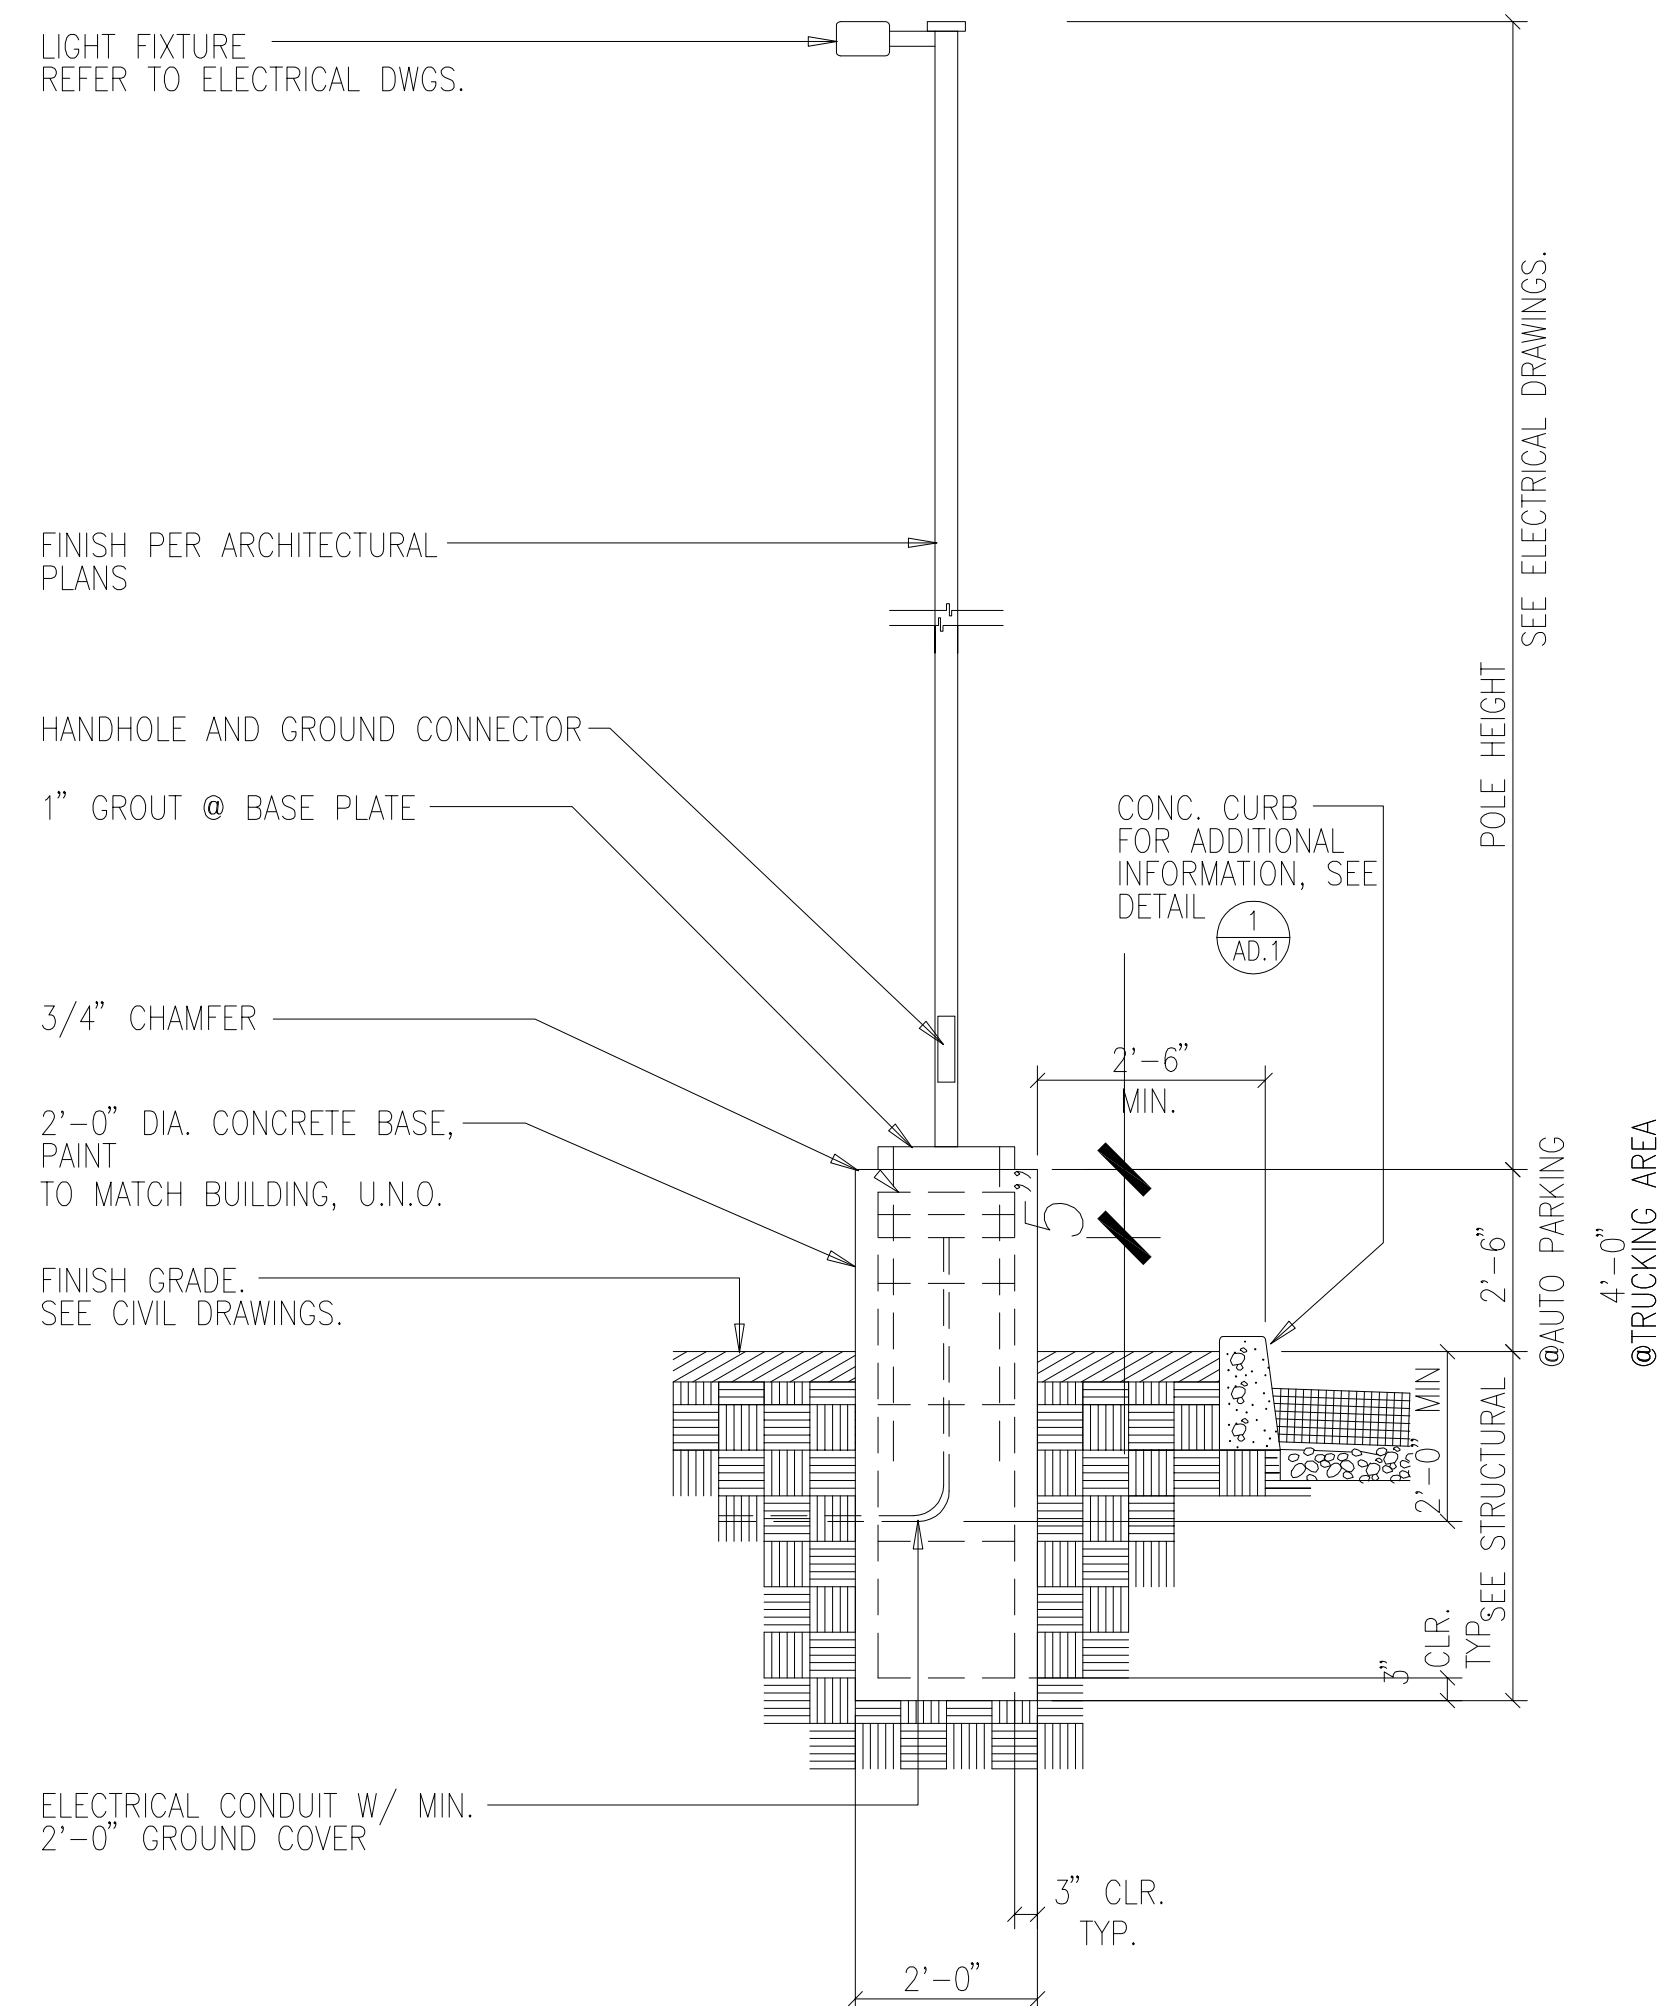 LIGHT FIXTURE
REFER TO ELECTRICAL DWGS.
FINISH PER ARCHITECTURAL
PLANS
HANDHOLE AND GROUND CONNECTOR
1” GROUT @ BASE PLATE
3/4” CHAMFER
2’-0” DIA. CONCRETE BASE,
PAINT
TO MATCH BUILDING, U.N.O.
FINISH GRADE.
SEE CIVIL DRAWINGS.
ELECTRICAL CONDUIT W/ MIN.
2’-0” GROUND COVER
CONC. CURB
FOR ADDITIONAL
INFORMATION, SEE
DETAIL
1
AD.1
2’-6”
MIN.
5”
SEE ELECTRICAL DRAWINGS.
POLE HEIGHT
2’-6”
@AUTO PARKING
4’-0”
@TRUCKING AREA
2’-0” MIN
SEE STRUCTURAL
3” CLR.
TYP.
3” CLR.
TYP.
2’-0”